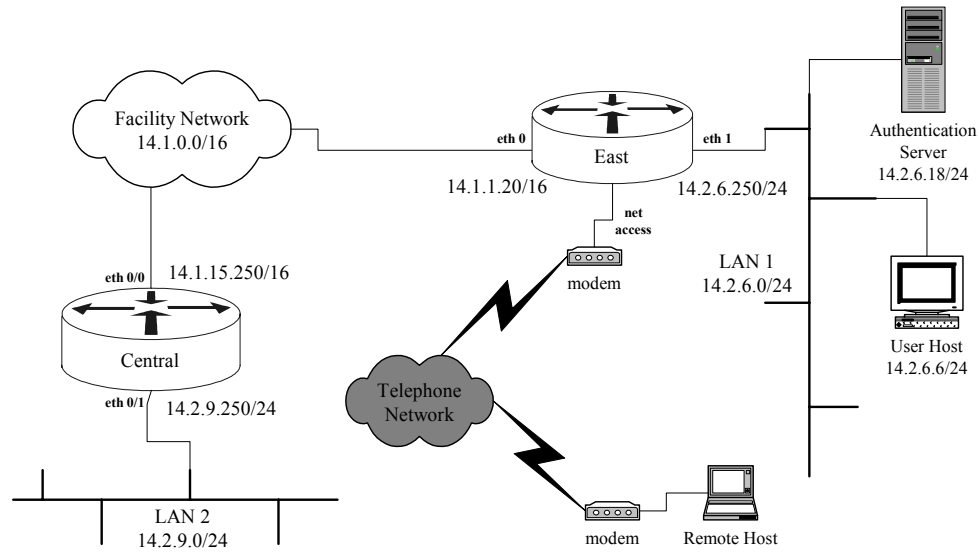 Facility Network
14.1.0.0/16
eth 0
East
eth 1
14.1.1.20/16
14.2.6.250/24
net
access
modem
Authentication
Server
14.2.6.18/24
LAN 1
14.2.6.0/24
User Host
14.2.6.6/24
eth 0/0
14.1.15.250/16
Central
eth 0/1
14.2.9.250/24
Telephone
Network
LAN 2
14.2.9.0/24
modem
Remote Host